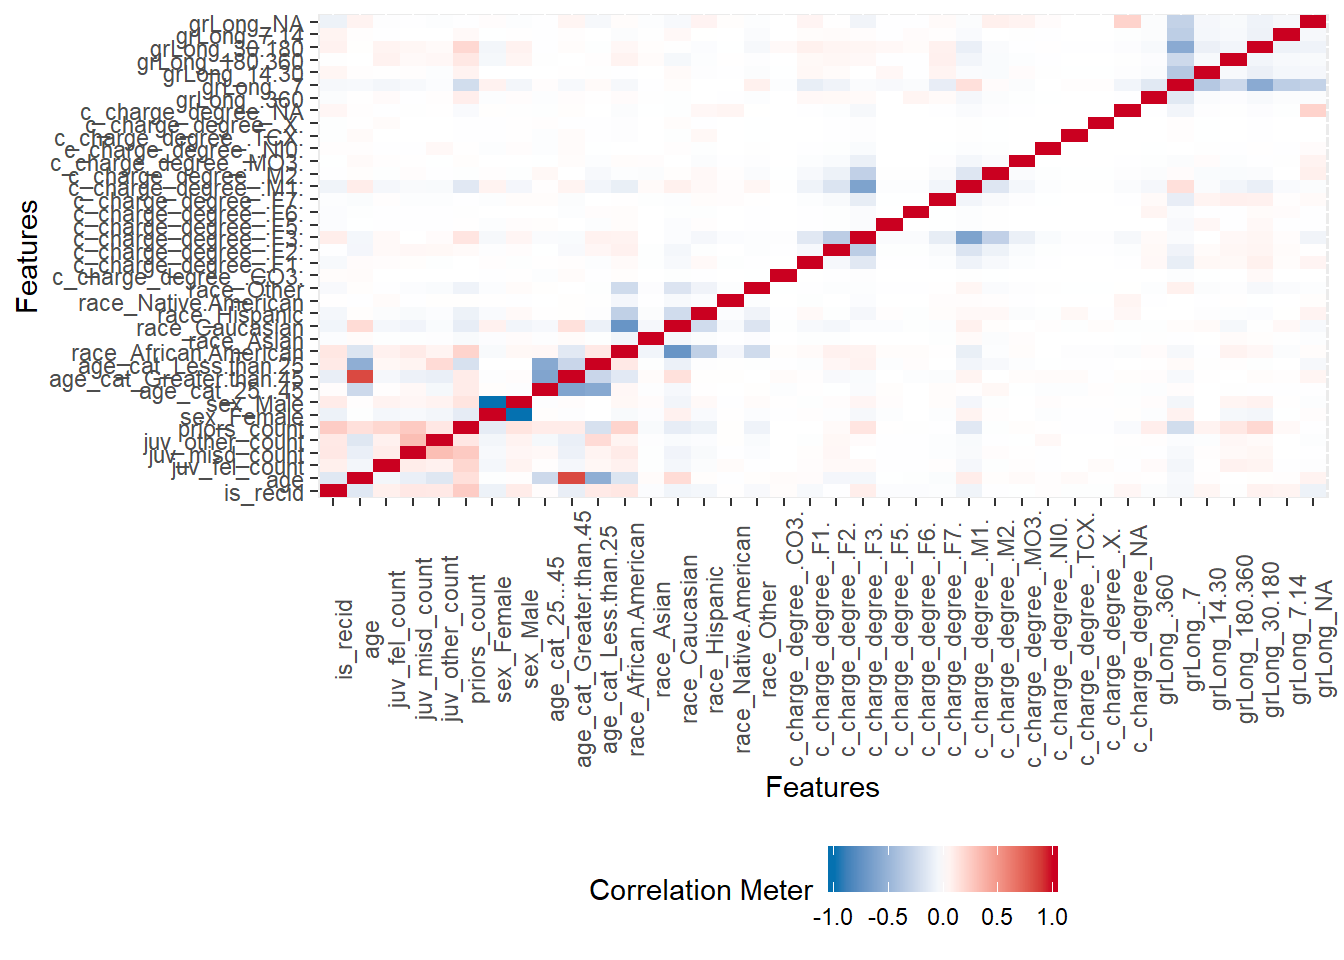 grLong_NA
grLong_7.14
grLong_30.180
grLong_180.360
grLong_14.30
grLong_.7
grLong_.360
c_charge_degree_NA
c_charge_degree_.X.
c_charge_degree_.TCX.
c_charge_degree_.NI0.
c_charge_degree_.MO3.
c_charge_degree_.M2.
c_charge_degree_.M1.
c_charge_degree_.F7.
c_charge_degree_.F6.
c_charge_degree_.F5.
c_charge_degree_.F3.
c_charge_degree_.F2.
c_charge_degree_.F1.
c_charge_degree_.CO3.
race_Other
race_Native.American
race_Hispanic
race_Caucasian
race_Asian
race_African.American
age_cat_Less.than.25
age_cat_Greater.than.45
age_cat_25...45
sex_Male
sex_Female
priors_count
juv_other_count
juv_misd_count
juv_fel_count
age
is_recid
Features
is_recid
age
juv_fel_count
juv_misd_count
juv_other_count
priors_count
sex_Female
sex_Male
age_cat_25...45
age_cat_Greater.than.45
age_cat_Less.than.25
race_African.American
race_Asian
race_Caucasian
race_Hispanic
race_Native.American
race_Other
c_charge_degree_.CO3.
c_charge_degree_.F1.
c_charge_degree_.F2.
c_charge_degree_.F3.
c_charge_degree_.F5.
c_charge_degree_.F6.
c_charge_degree_.F7.
c_charge_degree_.M1.
c_charge_degree_.M2.
c_charge_degree_.MO3.
c_charge_degree_.NI0.
c_charge_degree_.TCX.
c_charge_degree_.X.
c_charge_degree_NA
grLong_.360
grLong_.7
grLong_14.30
grLong_180.360
grLong_30.180
grLong_7.14
grLong_NA
Features
Correlation Meter
-1.0 -0.5 0.0 0.5 1.0